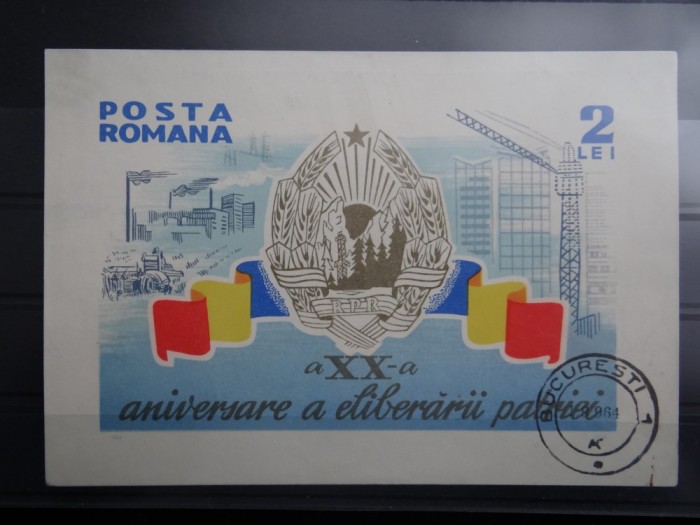 POSTA
ROMANA
2
LEI
R.P.R
a XX-a
aniversare a eliberării patriei
BUCURESTI 1
1964
K